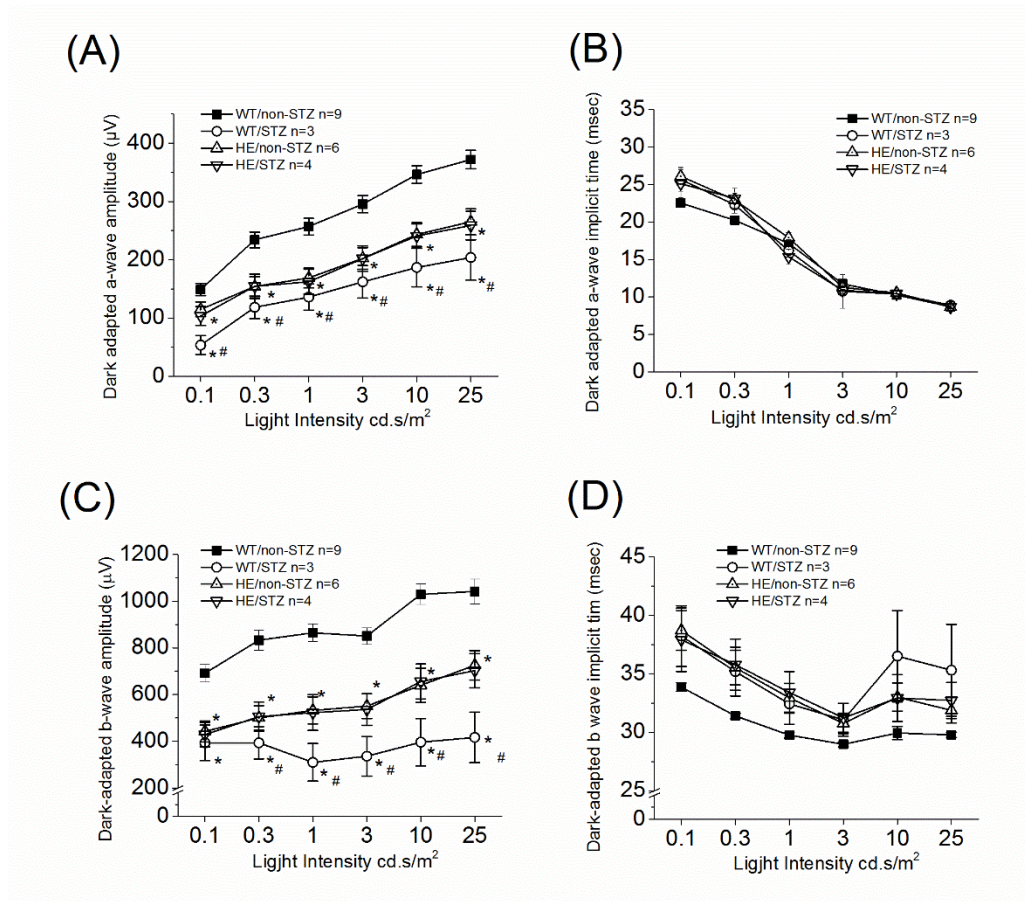 (A)
WT/non-STZ n=9
WT/STZ n=3
HE/non-STZ n=6
HE/STZ n=4
Dark adapted a-wave amplitude (µV)
400
300
200
100
0
*
*
*
*
*
*
*#
*#
*#
*#
*#
*#
0.1 0.3 1 3 10 25
Ligjht Intensity cd.s/m²
(B)
WT/non-STZ n=9
WT/STZ n=3
HE/non-STZ n=6
HE/STZ n=4
Dark adapted a-wave implicit time (msec)
35
30
25
20
15
10
5
0
0.1 0.3 1 3 10 25
Ligjht Intensity cd.s/m²
(C)
WT/non-STZ n=9
WT/STZ n=3
HE/non-STZ n=6
HE/STZ n=4
Dark-adapted b-wave amplitude (µV)
1200
1000
800
600
400
200
0
*
*
*
*
*
*
*
*#
*#
*#
*#
*#
0.1 0.3 1 3 10 25
Ligjht Intensity cd.s/m²
(D)
WT/non-STZ n=9
WT/STZ n=3
HE/non-STZ n=6
HE/STZ n=4
Dark-adapted b wave implicit tim (msec)
45
40
35
30
25
0
0.1 0.3 1 3 10 25
Ligjht Intensity cd.s/m²